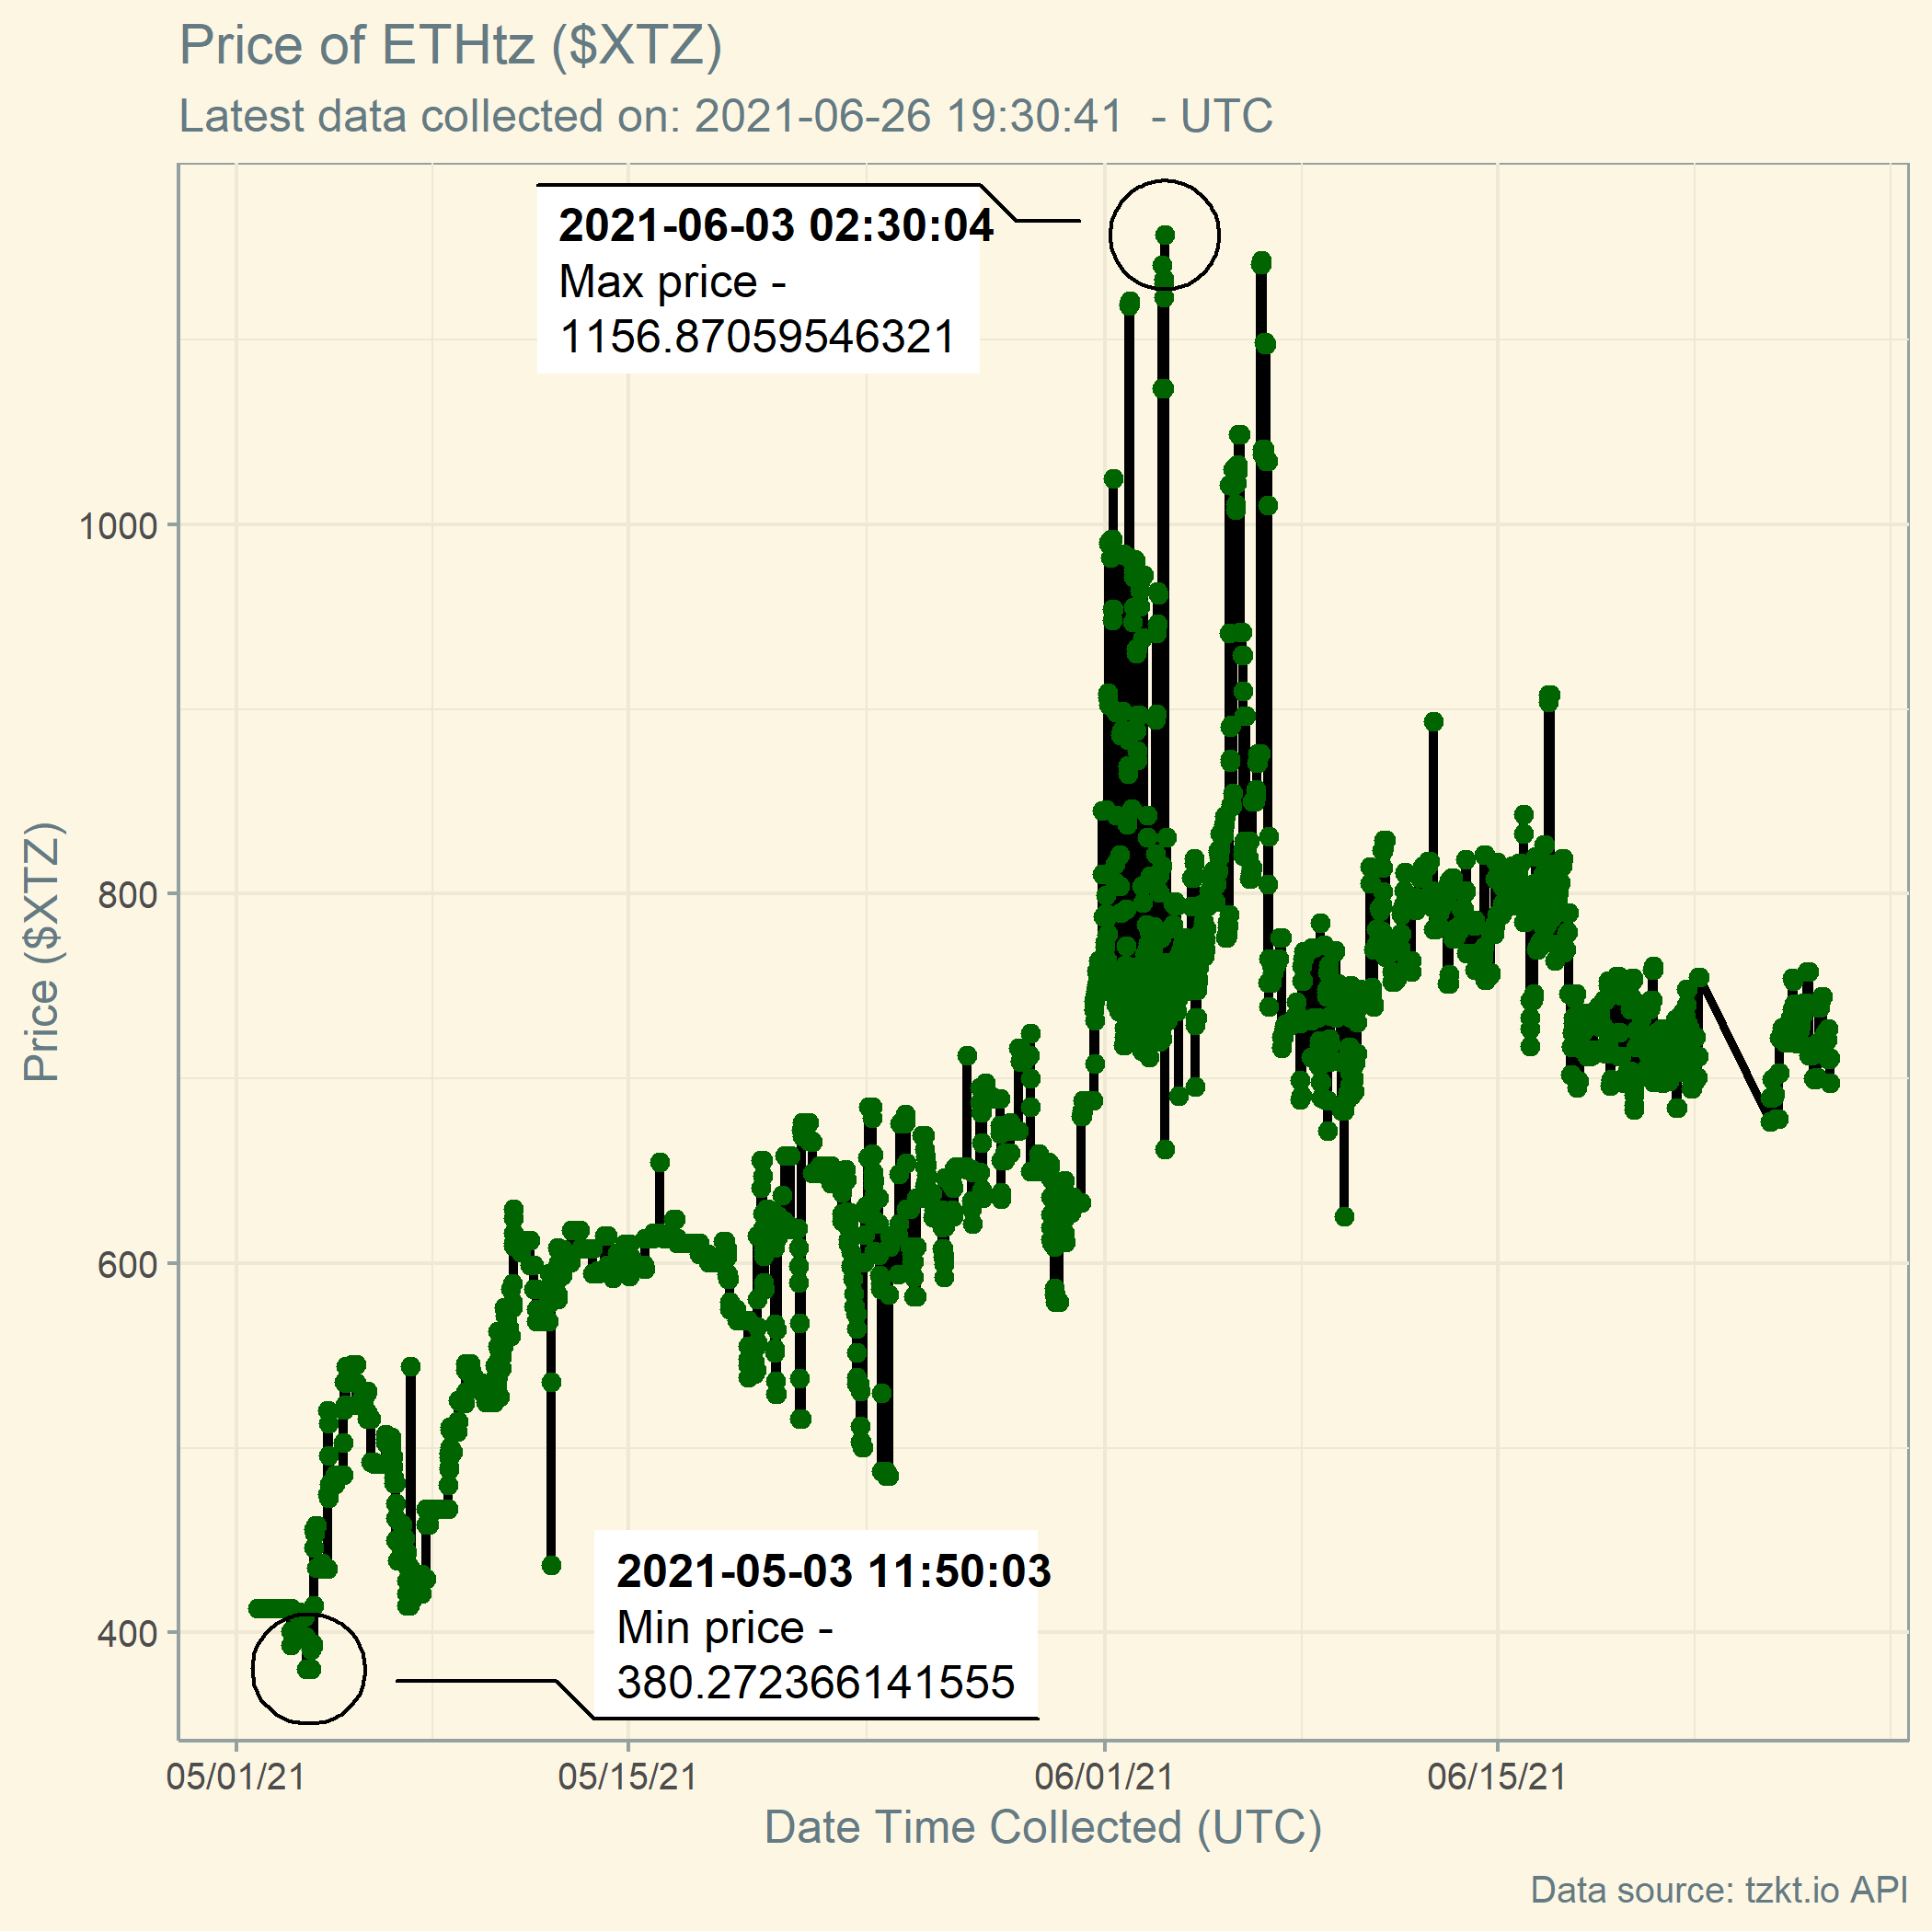 Price of ETHtz ($XTZ)
Latest data collected on: 2021-06-26 19:30:41  - UTC
2021-06-03 02:30:04
Max price -
1156.87059546321
1000
800
600
400
Price ($XTZ)
2021-05-03 11:50:03
Min price -
380.272366141555
05/01/21
05/15/21
06/01/21
06/15/21
Date Time Collected (UTC)
Data source: tzkt.io API